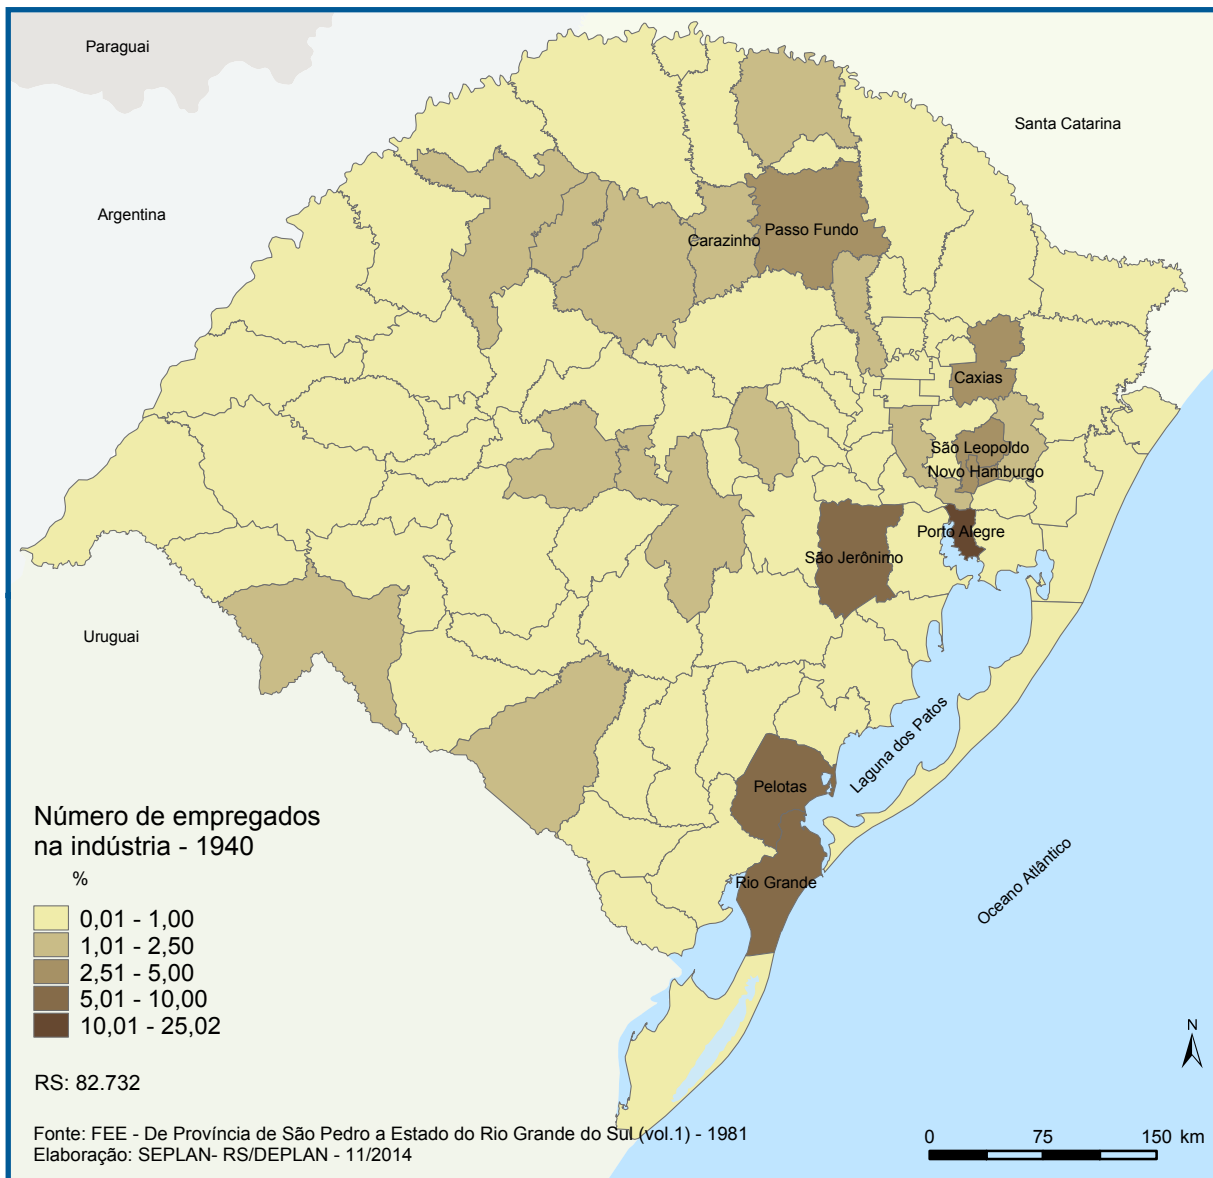 Paraguai
Santa Catarina
Argentina
Passo Fundo
Carazinho
Caxias
São Leopoldo
Novo Hamburgo
Porto Alegre
São Jerônimo
Uruguai
Laguna dos Patos
Pelotas
Rio Grande
Oceano Atlântico
Número de empregados
na indústria - 1940
%
0,01 - 1,00
1,01 - 2,50
2,51 - 5,00
5,01 - 10,00
10,01 - 25,02
RS: 82.732
N
Fonte: FEE - De Província de São Pedro a Estado do Rio Grande do Sul (vol.1) - 1981
Elaboração: SEPLAN- RS/DEPLAN - 11/2014
0 75 150 km